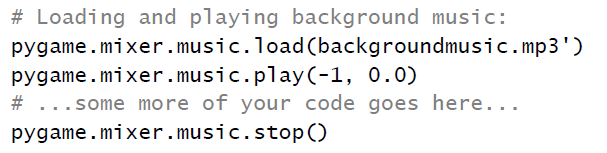 # Loading and playing background music:
pygame.mixer.music.load(backgroundmusic.mp3')
pygame.mixer.music.play(-1, 0.0)
# ...some more of your code goes here...
pygame.mixer.music.stop()